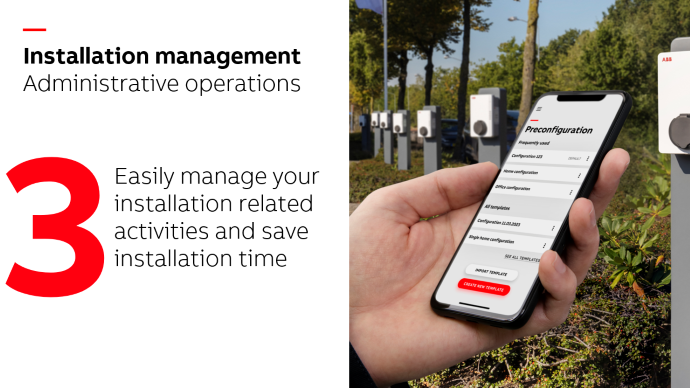 Installation management
Administrative operations
3
Easily manage your
installation related
activities and save
installation time
ABB
Preconfiguration
Frequently used
Configuration 123
DEFAULT
Home configuration
Office configuration
All templates
Configuration 11.03.2021
Single home configuration
SEE ALL TEMPLATES
IMPORT TEMPLATE
CREATE NEW TEMPLATE